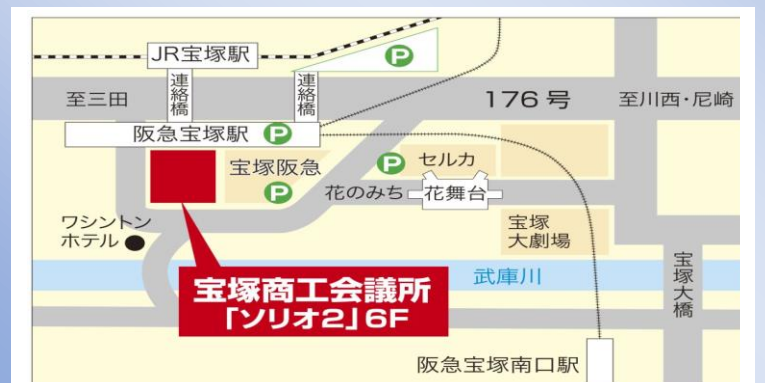 JR宝塚駅
P
連絡橋
連絡橋
至三田
176号
至川西・尼崎
阪急宝塚駅 P
宝塚阪急
P
P セルカ
花のみち
花舞台
ワシントン
ホテル
宝塚
大劇場
宝塚商工会議所
「ソリオ2」6F
武庫川
宝塚大橋
阪急宝塚南口駅